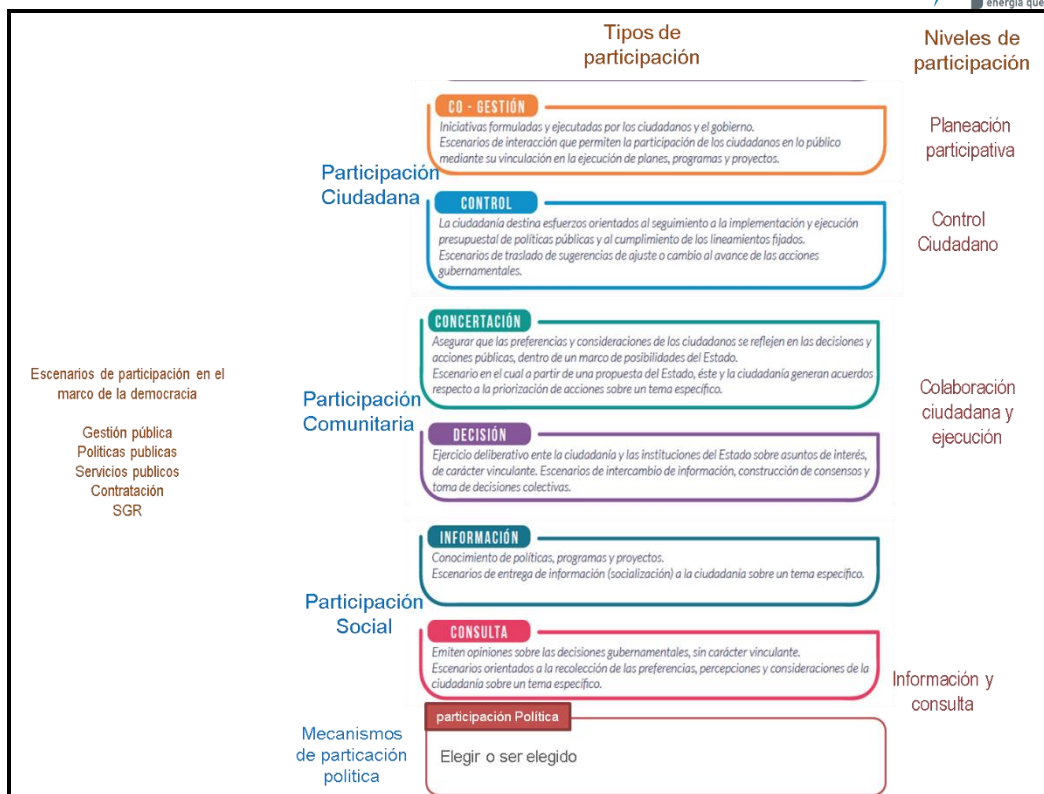 energía que
Tipos de
participación
Niveles de
participación
CO - GESTIÓN
Iniciativas formuladas y ejecutadas por los ciudadanos y el gobierno.
Escenarios de interacción que permiten la participación de los ciudadanos en lo público
mediante su vinculación en la ejecución de planes, programas y proyectos.
Planeación
participativa
Participación
Ciudadana
CONTROL
La ciudadanía destina esfuerzos orientados al seguimiento a la implementación y ejecución
presupuestal de políticas públicas y al cumplimiento de los lineamientos fijados.
Escenarios de traslado de sugerencias de ajuste o cambio al avance de las acciones
gubernamentales.
Control
Ciudadano
CONCERTACIÓN
Asegurar que las preferencias y consideraciones de los ciudadanos se reflejen en las decisiones y
acciones públicas, dentro de un marco de posibilidades del Estado.
Escenario en el cual a partir de una propuesta del Estado, éste y la ciudadanía generan acuerdos
respecto a la priorización de acciones sobre un tema específico.
Escenarios de participación en el
marco de la democracia
Gestión pública
Politicas publicas
Servicios publicos
Contratación
SGR
Participación
Comunitaria
Colaboración
ciudadana y
ejecución
DECISIÓN
Ejercicio deliberativo ente la ciudadanía y las instituciones del Estado sobre asuntos de interés,
de carácter vinculante. Escenarios de intercambio de información, construcción de consensos y
toma de decisiones colectivas.
INFORMACIÓN
Conocimiento de políticas, programas y proyectos.
Escenarios de entrega de información (socialización) a la ciudadanía sobre un tema específico.
Participación
Social
CONSULTA
Emiten opiniones sobre las decisiones gubernamentales, sin carácter vinculante.
Escenarios orientados a la recolección de las preferencias, percepciones y consideraciones de la
ciudadanía sobre un tema específico.
Información y
consulta
participación Política
Mecanismos
de particación
politica
Elegir o ser elegido